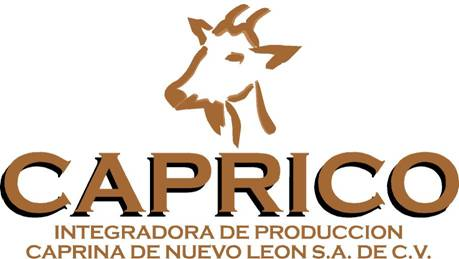 CAPRICO
INTEGRADORA DE PRODUCCION
CAPRINA DE NUEVO LEON S.A. DE C.V.